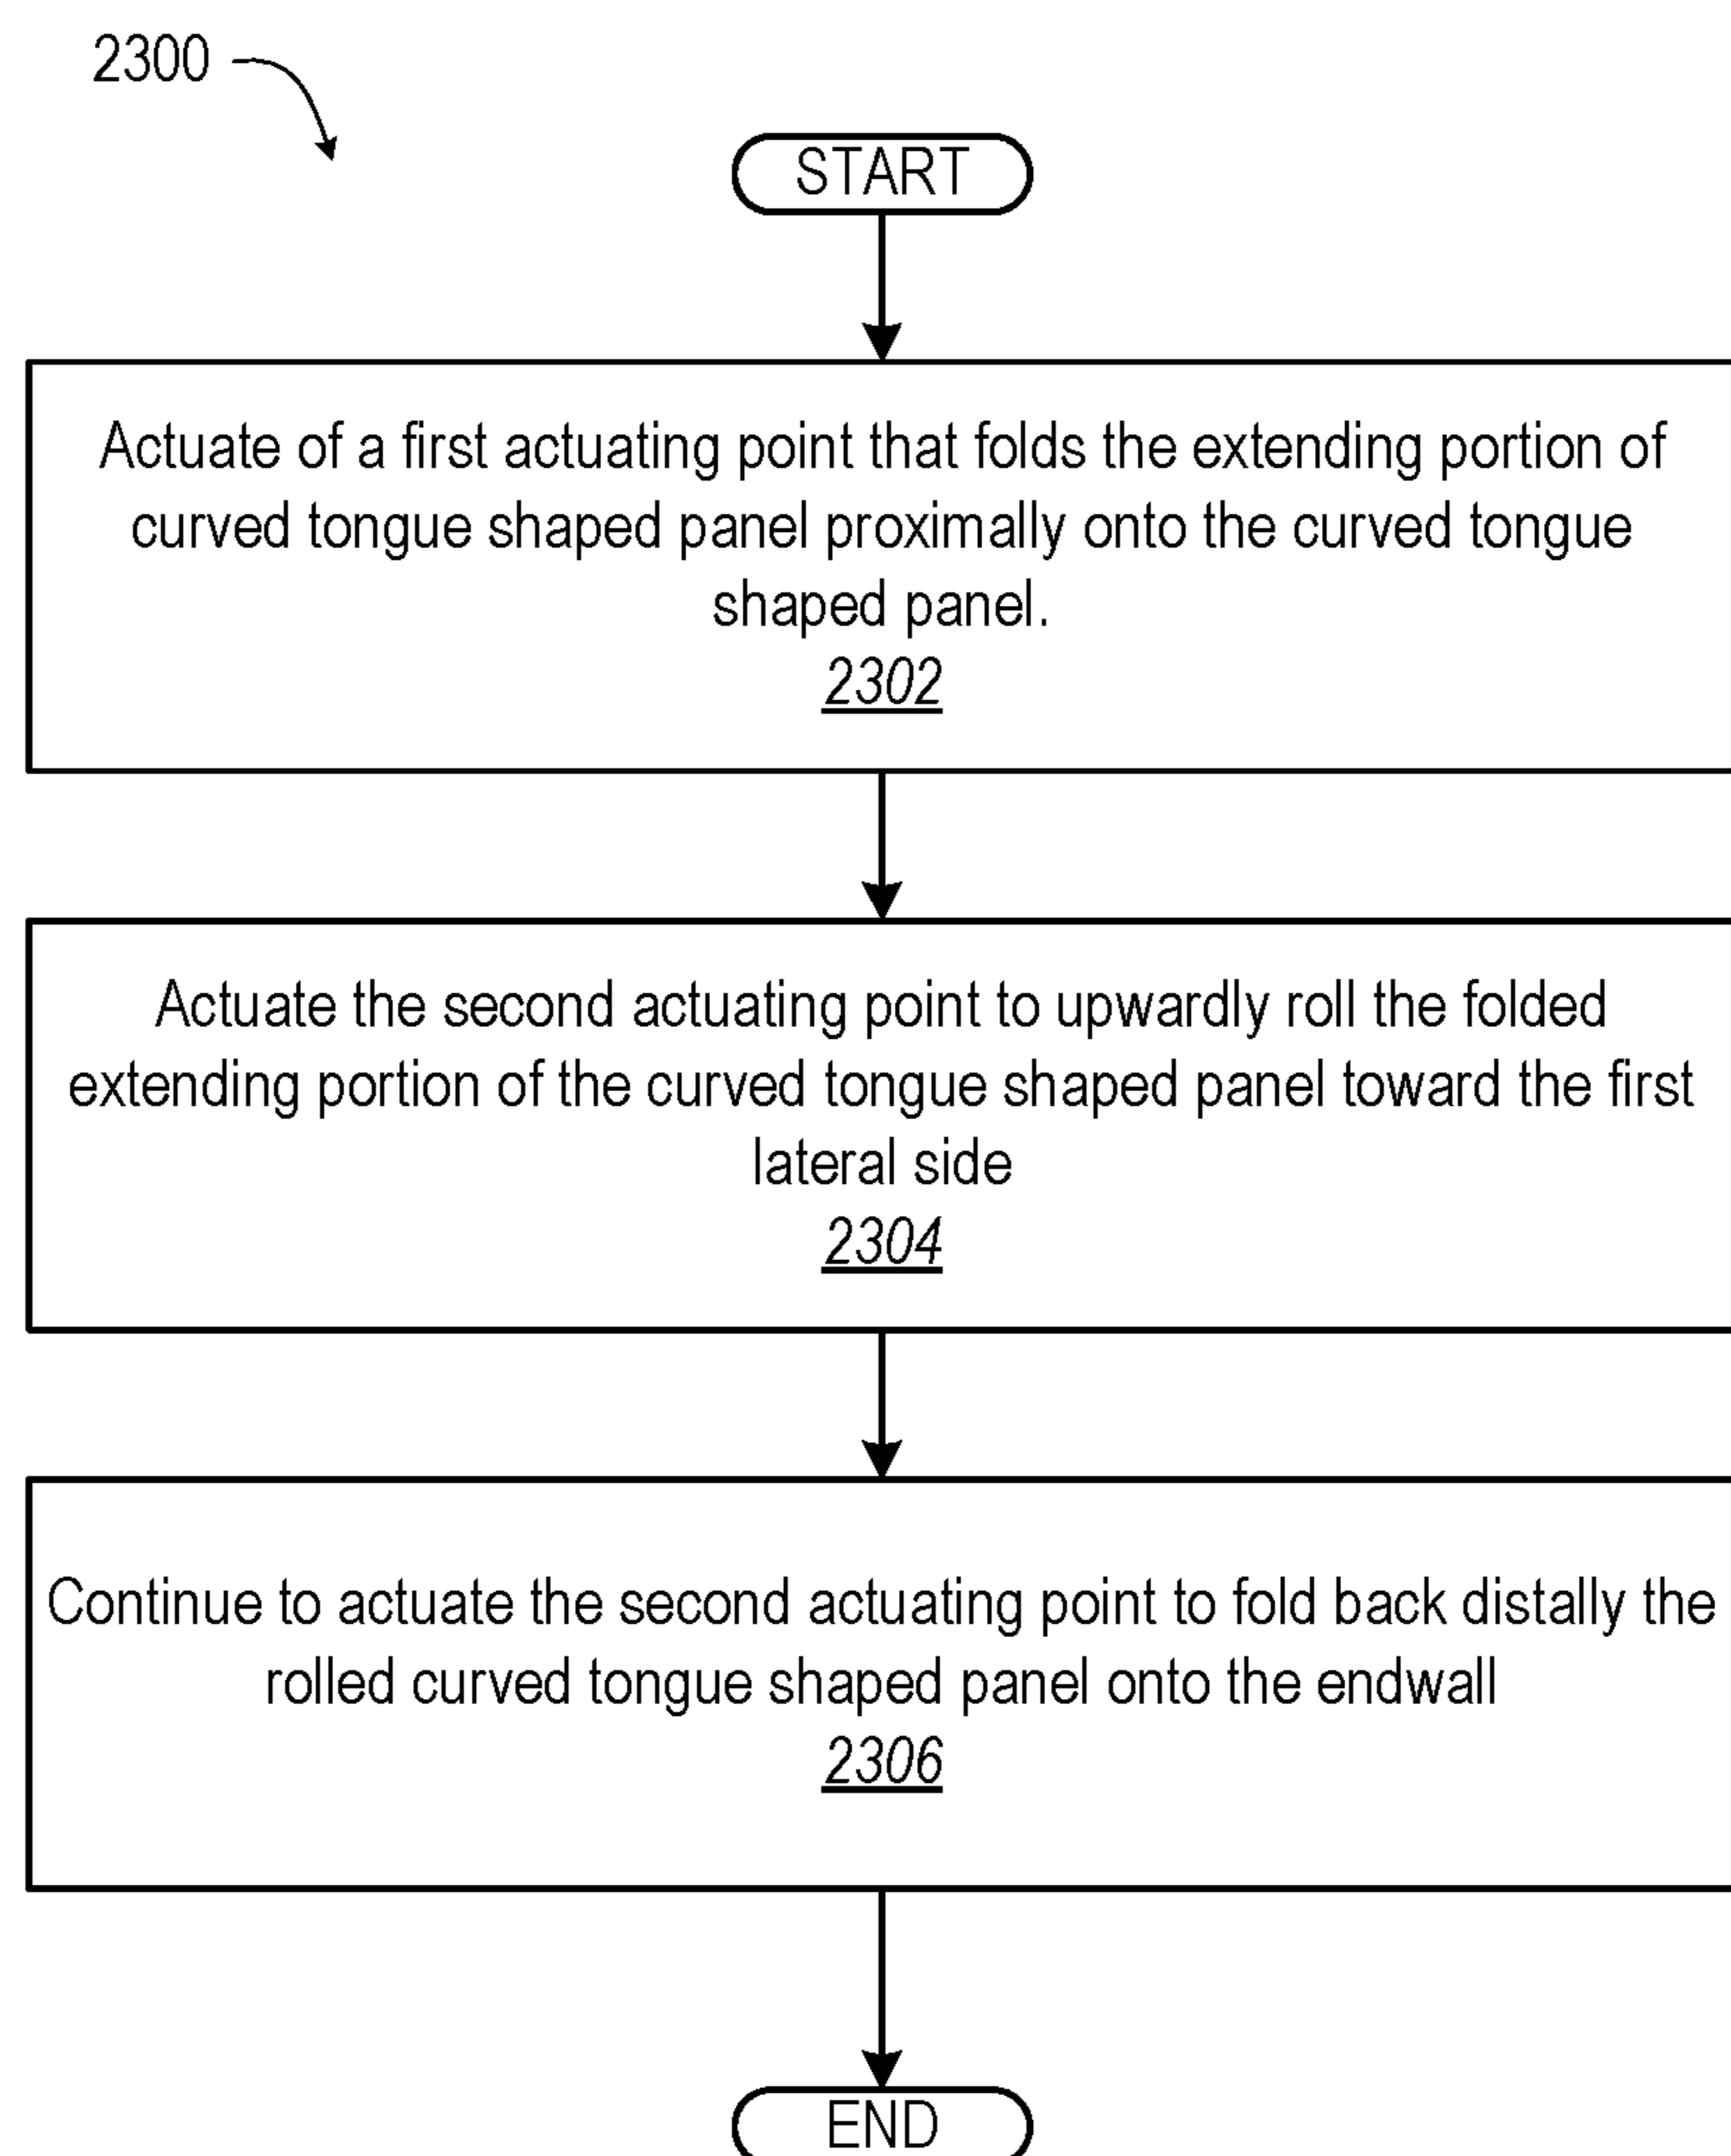 2300
START
Actuate of a first actuating point that folds the extending portion of
curved tongue shaped panel proximally onto the curved tongue
shaped panel.
2302
Actuate the second actuating point to upwardly roll the folded
extending portion of the curved tongue shaped panel toward the first
lateral side
2304
Continue to actuate the second actuating point to fold back distally the
rolled curved tongue shaped panel onto the endwall
2306
END